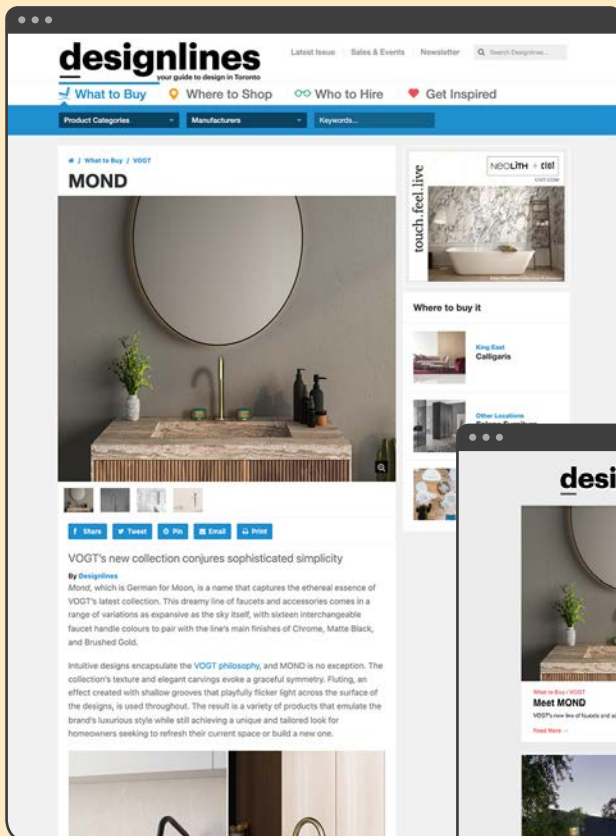 designlines
your guide to design in Toronto
Latest Issue Sales & Events Newsletter Search Designlines...
What to Buy Where to Shop Who to Hire Get Inspired
Product Categories Manufacturers Keywords...
/ What to Buy / VOGT
MOND
touch.feel.live
NEOLITH + ciot
Where to buy it
King East
Calligaris
Other Locations
Share Tweet Pin Email Print
VOGT's new collection conjures sophisticated simplicity
By Designlines
Mond, which is German for Moon, is a name that captures the ethereal essence of
VOGT's latest collection. This dreamy line of faucets and accessories comes in a
range of variations as expansive as the sky itself, with sixteen interchangeable
faucet handle colours to pair with the line's main finishes of Chrome, Matte Black,
and Brushed Gold.
Intuitive designs encapsulate the VOGT philosophy, and MOND is no exception. The
collection's texture and elegant carvings evoke a graceful symmetry. Fluting, an
effect created with shallow grooves that playfully flicker light across the surface of
the designs, is used throughout. The result is a variety of products that emulate the
brand's luxurious style while still achieving a unique and tailored look for
homeowners seeking to refresh their current space or build a new one.
desi
What to Buy / VOGT
Meet MOND
VOGT's new line of faucets and
Read More →